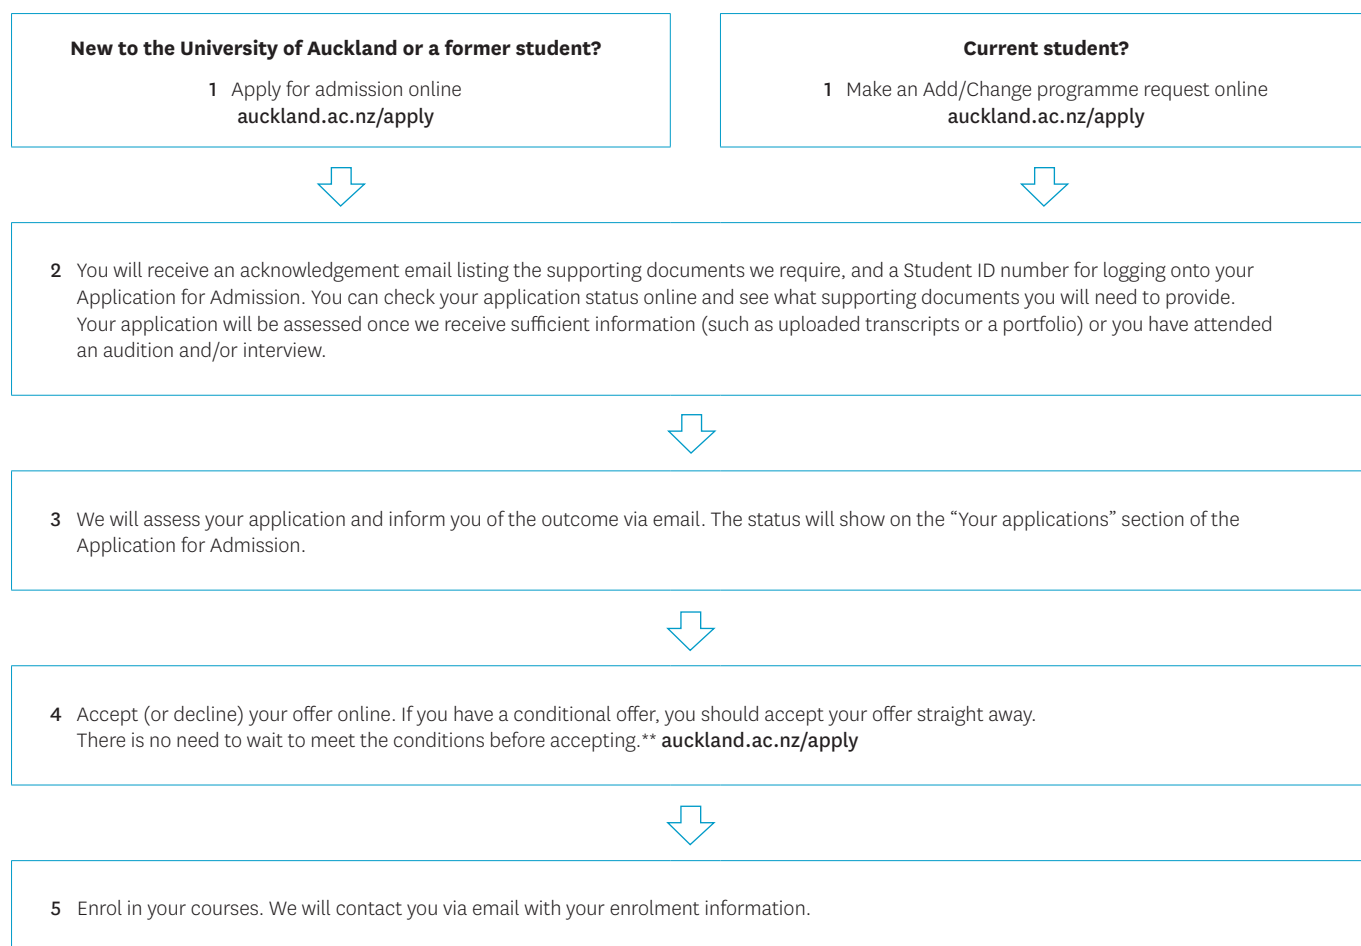 New to the University of Auckland or a former student?
1 Apply for admission online
auckland.ac.nz/apply
Current student?
1 Make an Add/Change programme request online
auckland.ac.nz/apply
2 You will receive an acknowledgement email listing the supporting documents we require, and a Student ID number for logging onto your
Application for Admission. You can check your application status online and see what supporting documents you will need to provide.
Your application will be assessed once we receive sufficient information (such as uploaded transcripts or a portfolio) or you have attended
an audition and/or interview.
3 We will assess your application and inform you of the outcome via email. The status will show on the “Your applications” section of the
Application for Admission.
4 Accept (or decline) your offer online. If you have a conditional offer, you should accept your offer straight away.
There is no need to wait to meet the conditions before accepting.** auckland.ac.nz/apply
5 Enrol in your courses. We will contact you via email with your enrolment information.